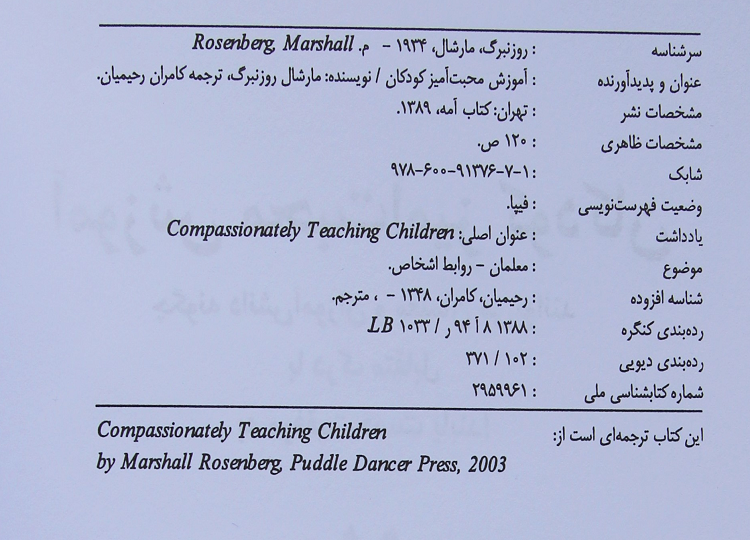 سرشناسه : روزنبرگ، مارشال، ۱۹۳۴ - م. Rosenberg, Marshall
عنوان و پدیدآورنده : آموزش محبت‌آمیز کودکان / نویسنده: مارشال روزنبرگ، ترجمه کامران رحیمیان.
مشخصات نشر : تهران: کتاب آمه، ۱۳۸۹.
مشخصات ظاهری : ۱۲۰ ص.
شابک : ۹۷۸-۶۰۰-۹۱۳۷۶-۷-۱
وضعیت فهرست‌نویسی : فیپا.
یادداشت : عنوان اصلی: Compassionately Teaching Children
موضوع : معلمان - روابط اشخاص.
شناسه افزوده : رحیمیان، کامران، ۱۳۴۸ - ، مترجم.
رده‌بندی کنگره : ۱۳۸۸ ۸ آ ۹۴ ر / LB ۱۰۳۳
رده‌بندی دیویی : ۳۷۱ / ۱۰۲
شماره کتابشناسی ملی : ۲۹۵۹۹۶۱
این کتاب ترجمه‌ای است از:
Compassionately Teaching Children
by Marshall Rosenberg, Puddle Dancer Press, 2003